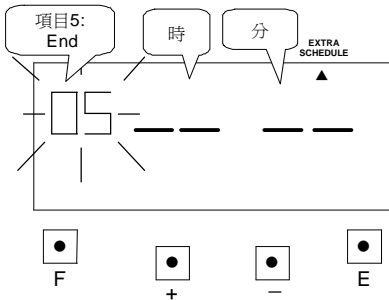 項目5:
End
時
分
EXTRA
SCHEDULE
05
F
+
−
E